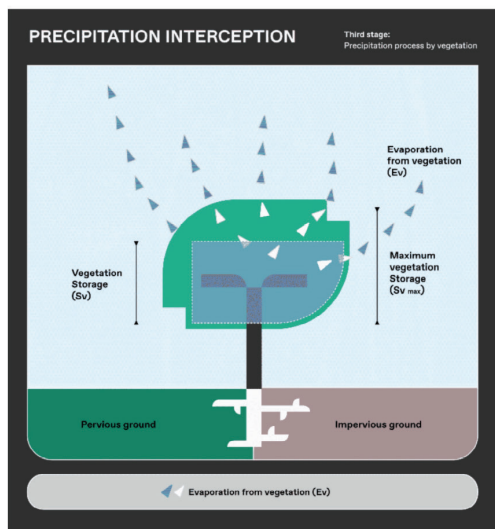 PRECIPITATION INTERCEPTION
Third stage:
Precipitation process by vegetation
Evaporation
from vegetation
(Ev)
Vegetation
Storage
(Sv)
Maximum
vegetation
Storage
(Sv max)
Pervious ground
Impervious ground
Evaporation from vegetation (Ev)